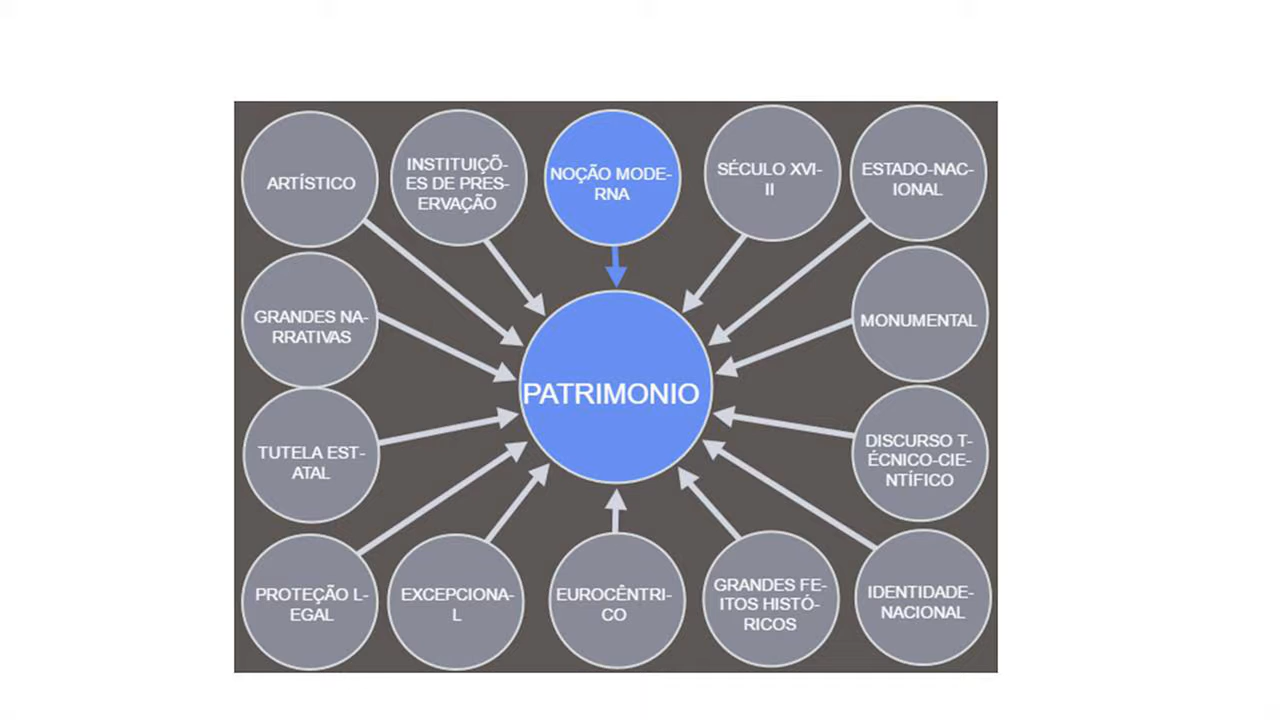 ARTÍSTICO
INSTITUIÇÕ-
ES DE PRES-
ERVAÇÃO
NOÇÃO MODE-
RNA
SÉCULO XVI-
II
ESTADO-NAC-
IONAL
GRANDES NA-
RRATIVAS
MONUMENTAL
PATRIMONIO
TUTELA EST-
ATAL
DISCURSO T-
ÉCNICO-CIE-
NTÍFICO
PROTEÇÃO L-
EGAL
EXCEPCIONA-
L
EUROCÊNTRI-
CO
GRANDES FE-
ITOS HISTÓ-
RICOS
IDENTIDADE-
NACIONAL